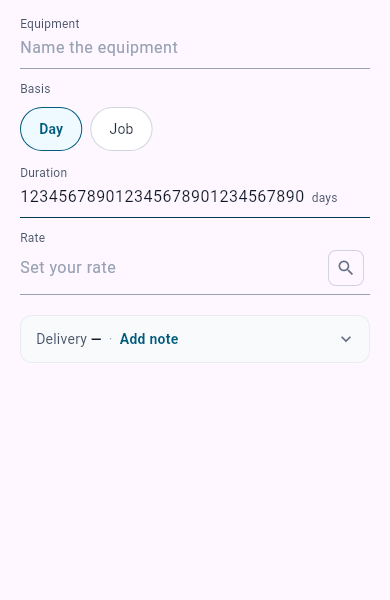 Equipment
Name the equipment
Basis
Day Job
Duration
123456789012345678901234567890 days
Rate
Set your rate
Delivery — · Add note